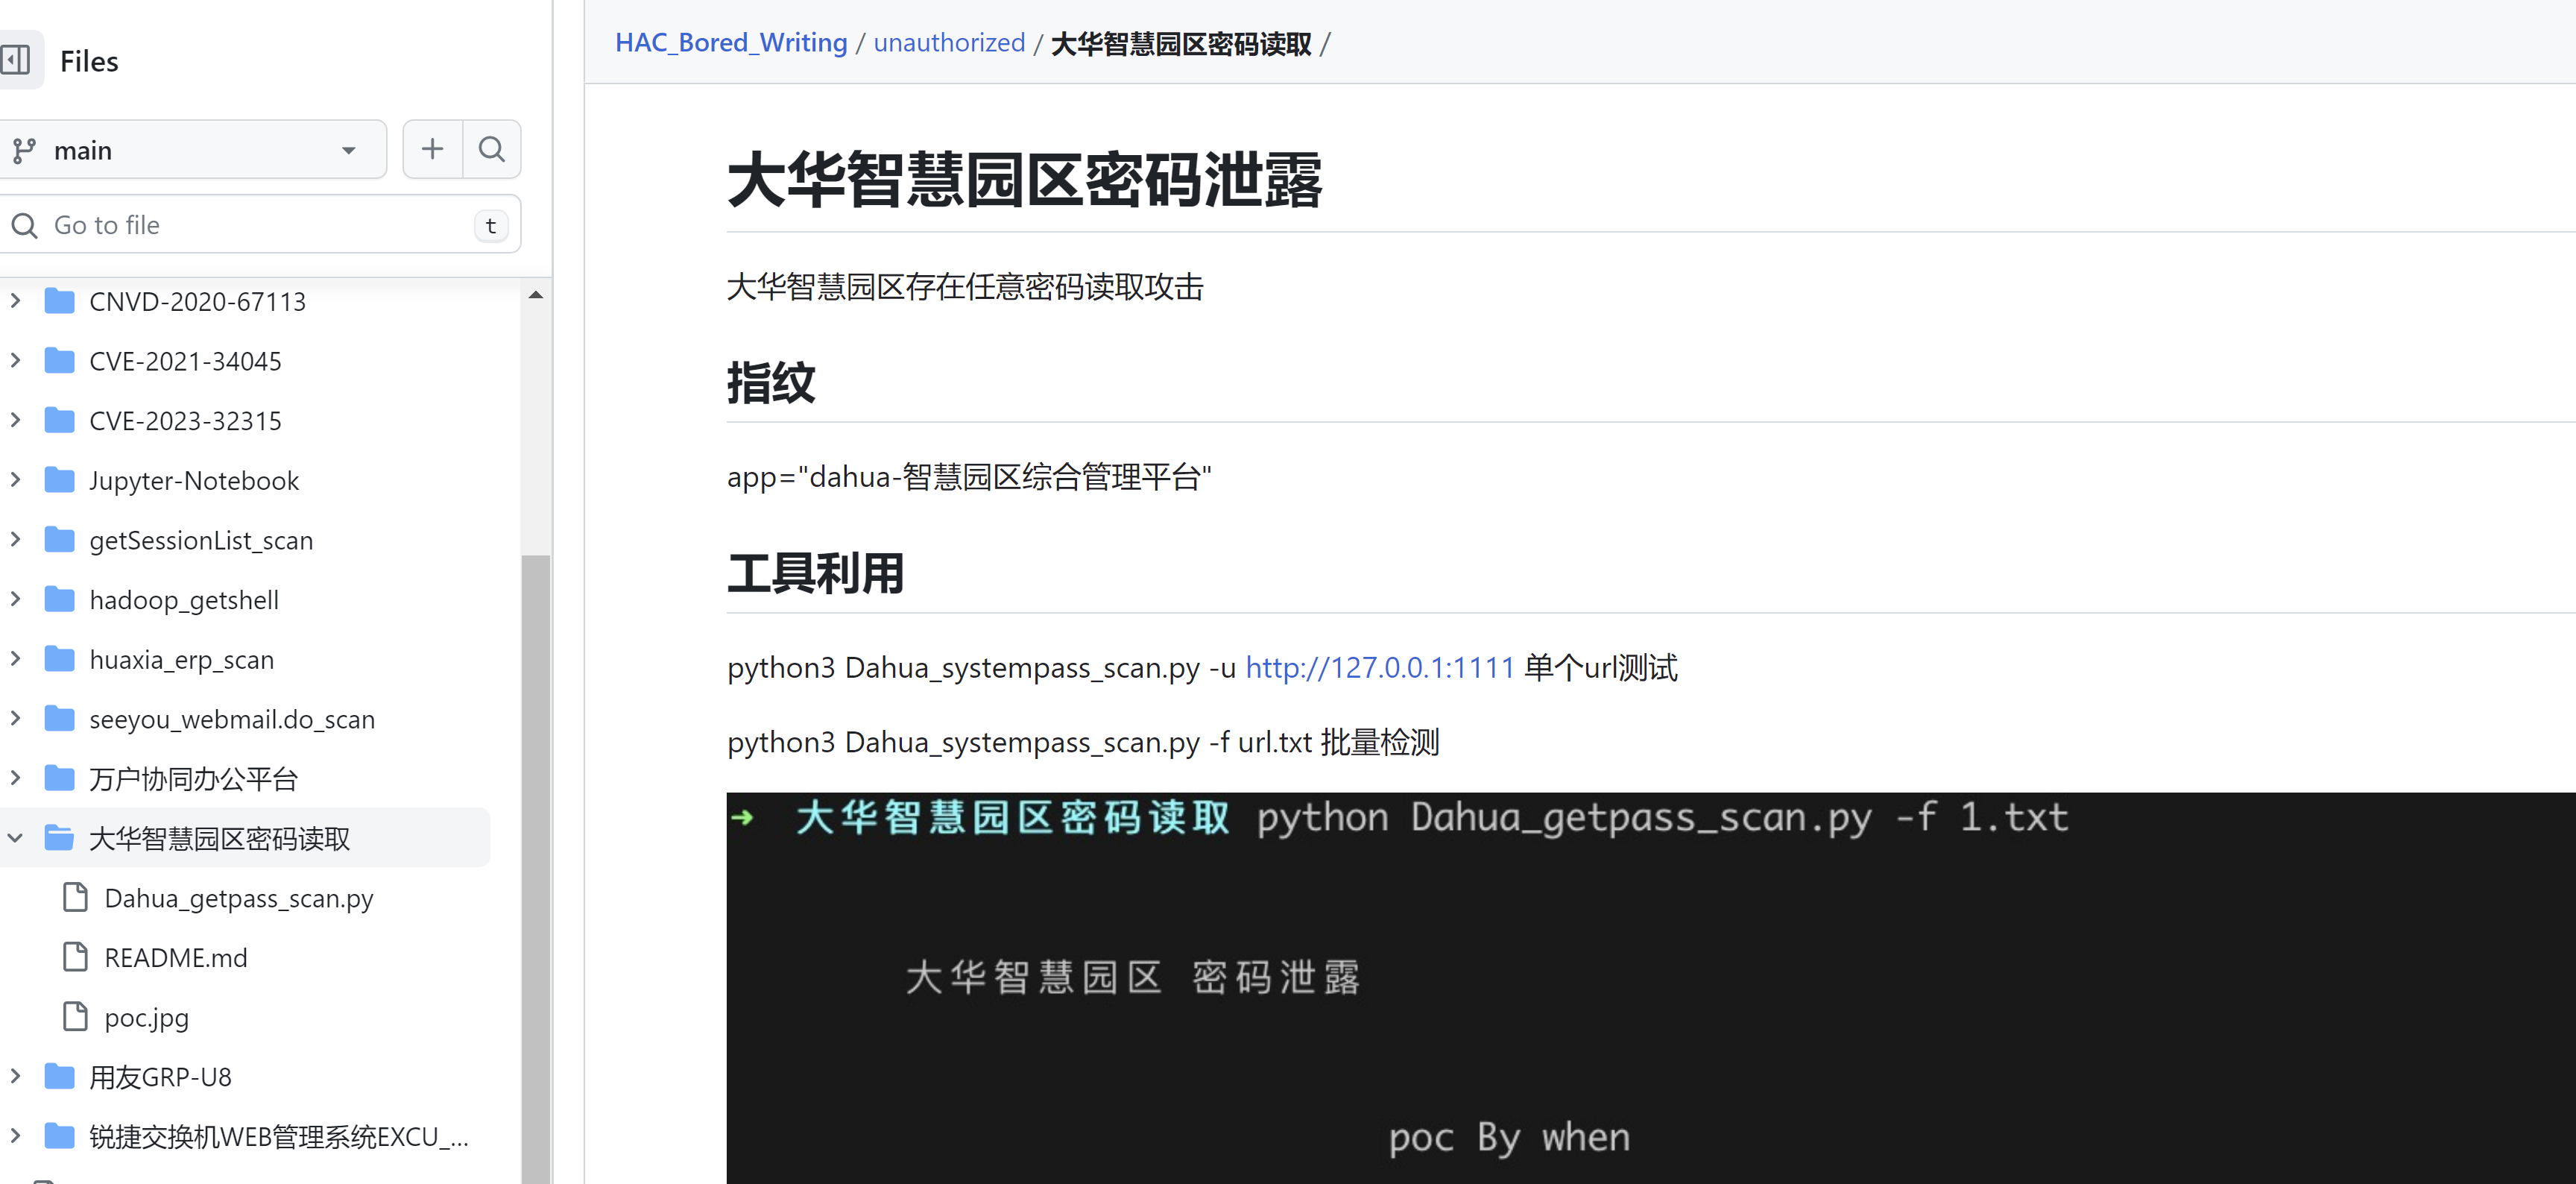 Files
main
Go to file
t
CNVD-2020-67113
CVE-2021-34045
CVE-2023-32315
Jupyter-Notebook
getSessionList_scan
hadoop_getshell
huaxia_erp_scan
seeyou_webmail.do_scan
万户协同办公平台
大华智慧园区密码读取
Dahua_getpass_scan.py
README.md
poc.jpg
用友GRP-U8
锐捷交换机WEB管理系统EXCU_...
HAC_Bored_Writing / unauthorized / 大华智慧园区密码读取 /
大华智慧园区密码泄露
大华智慧园区存在任意密码读取攻击
指纹
app="dahua-智慧园区综合管理平台"
工具利用
python3 Dahua_systempass_scan.py -u http://127.0.0.1:1111 单个url测试
python3 Dahua_systempass_scan.py -f url.txt 批量检测
➜ 大华智慧园区密码读取 python Dahua_getpass_scan.py -f 1.txt
大华智慧园区 密码泄露
poc By when